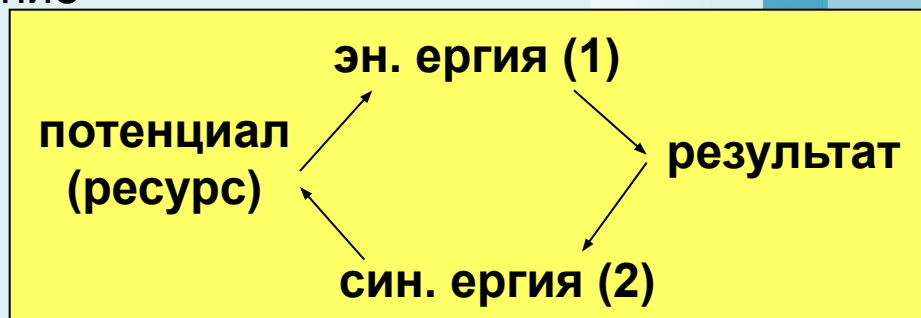 эн. ергия (1)
потенциал
(ресурс)
результат
син. ергия (2)